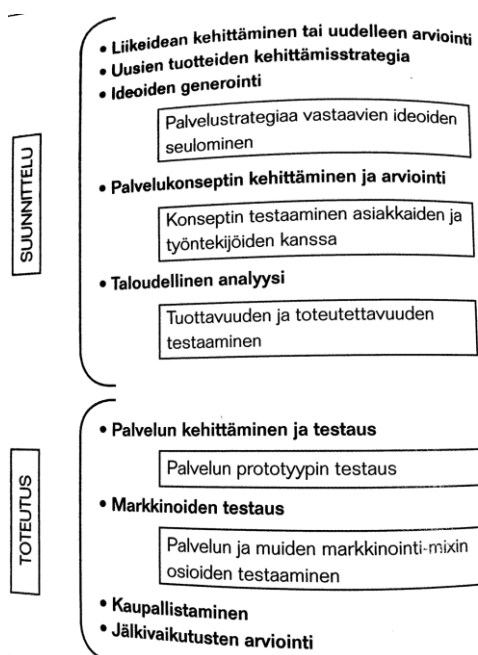 • Liikeidean kehittäminen tai uudelleen arviointi
• Uusien tuotteiden kehittämisstrategia
• Ideoiden generointi
Palvelustrategiaa vastaavien ideoiden
seulominen
SUUNNITTELU
• Palvelukonseptin kehittäminen ja arviointi
Konseptin testaaminen asiakkaiden ja
työntekijöiden kanssa
• Taloudellinen analyysi
Tuottavuuden ja toteutettavuuden
testaaminen
• Palvelun kehittäminen ja testaus
Palvelun prototyypin testaus
TOTEUTUS
• Markkinoiden testaus
Palvelun ja muiden markkinointi-mixin
osioiden testaaminen
• Kaupallistaminen
• Jälkivaikutusten arviointi